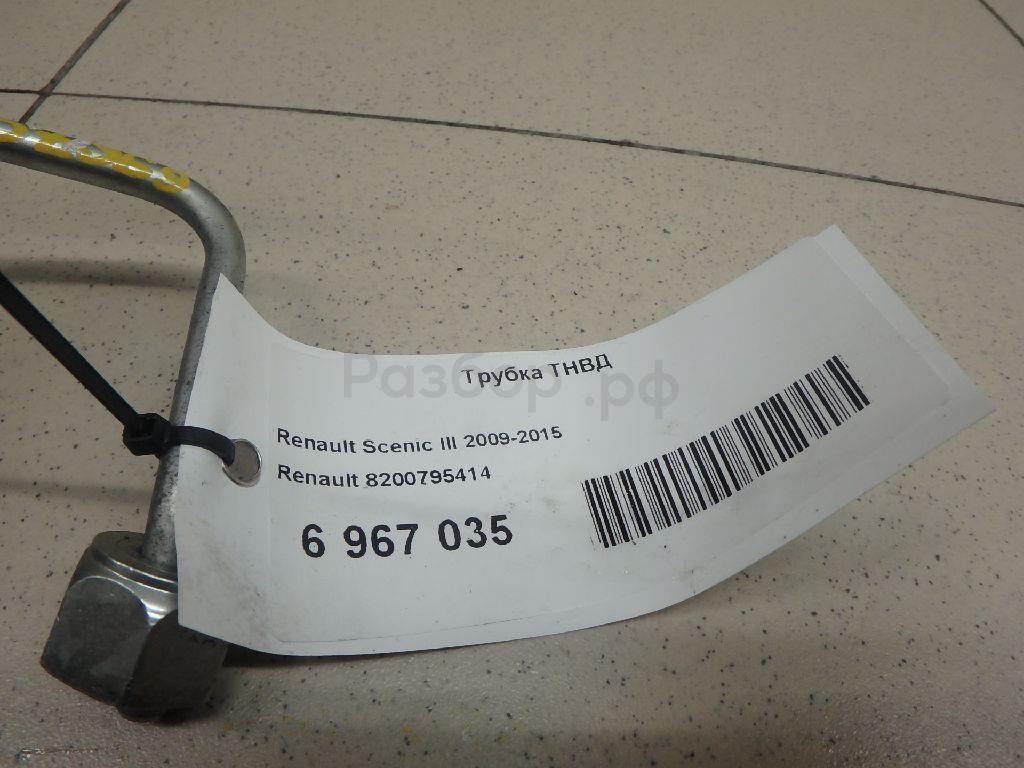 Трубка ТНВД
Разбор.рф
Renault Scenic III 2009-2015
Renault 8200795414
6 967 035